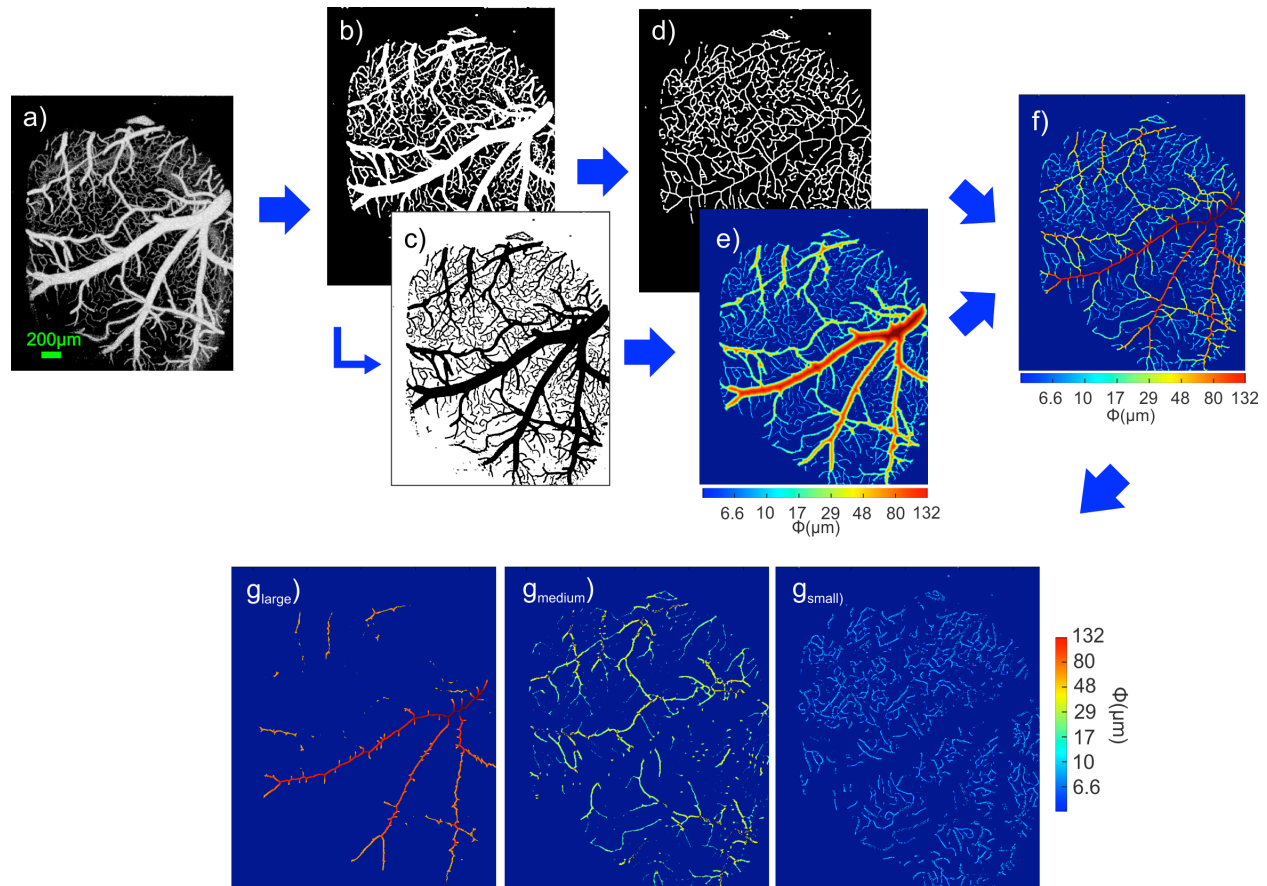 a)
200µm
b)
c)
d)
e)
6.6 10 17 29 48 80 132
Φ(µm)
f)
6.6 10 17 29 48 80 132
Φ(µm)
glarge)
gmedium)
gsmall)
132
80
48
29
17
10
6.6
Φ(µm)